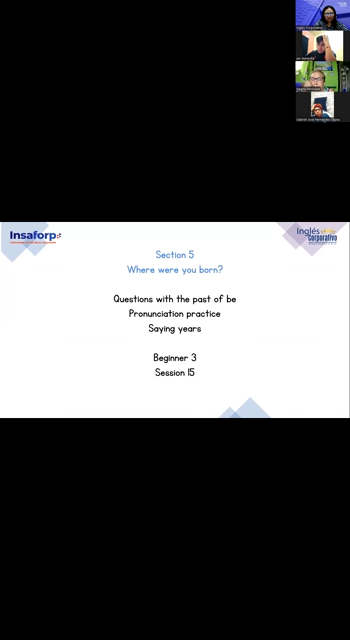 Insaforp
Inglés
Corporativo
Section 5
Where were you born?
Questions with the past of be
Pronunciation practice
Saying years
Beginner 3
Session 15